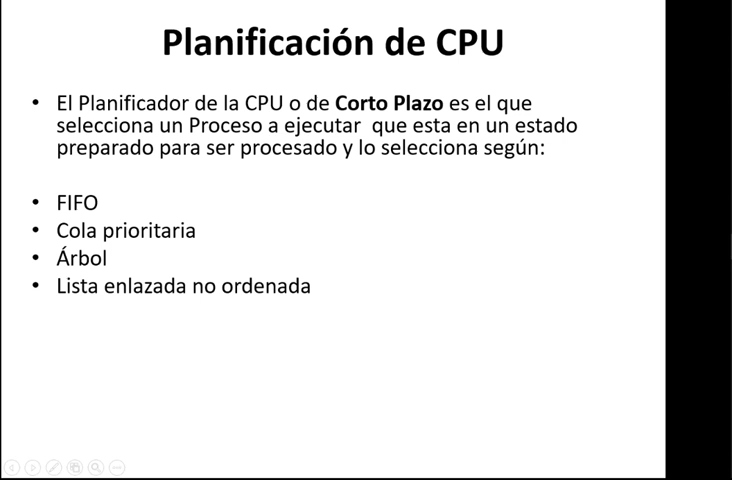 Planificación de CPU
• El Planificador de la CPU o de Corto Plazo es el que
selecciona un Proceso a ejecutar  que esta en un estado
preparado para ser procesado y lo selecciona según:
• FIFO
• Cola prioritaria
• Árbol
• Lista enlazada no ordenada